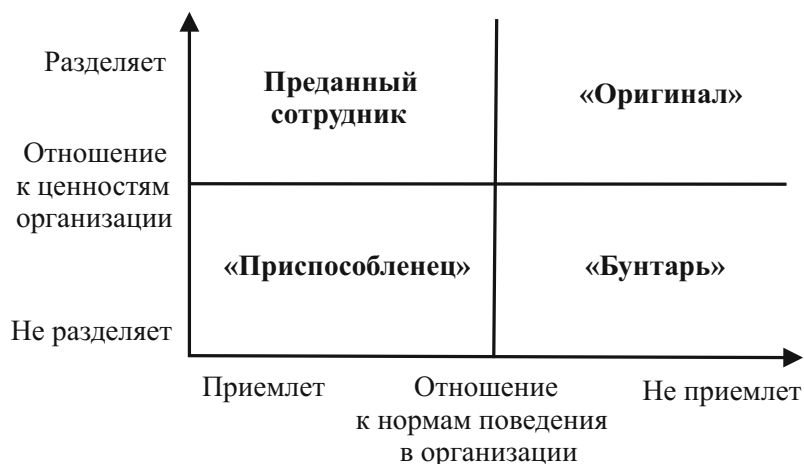 Разделяет
Преданный
сотрудник
«Оригинал»
Отношение
к ценностям
организации
«Приспособленец»
«Бунтарь»
Не разделяет
Приемлет
Отношение
к нормам поведения
в организации
Не приемлет